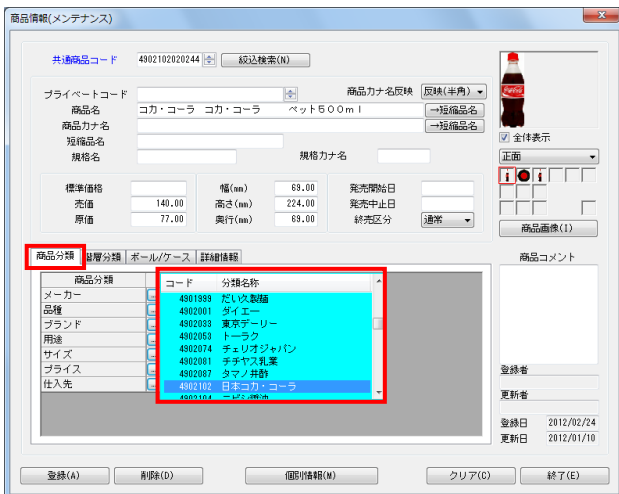 商品情報(メンテナンス)
共通商品コード 4902102020244 絞込検索(N)
プライベートコード 商品カナ名反映 反映(半角)
商品名 コカ・コーラ コカ・コーラ ペット５００ｍｌ →短縮品名
商品カナ名 →短縮品名
短縮品名
規格名 規格カナ名
全体表示
正面
標準価格 幅(mm) 69.00 発売開始日
売価 140.00 高さ(mm) 224.00 発売中止日
原価 77.00 奥行(mm) 69.00 終売区分 通常
商品画像(I)
商品分類 階層分類 ボール/ケース 詳細情報
商品コメント
商品分類
メーカー
品種
ブランド
用途
サイズ
プライス
仕入先
コード 分類名称
4901999 だい久製麺
4902001 ダイエー
4902033 東京デーリー
4902053 トーラク
4902074 チェリオジャパン
4902081 チチヤス乳業
4902087 タマノ井酢
4902102 日本コカ・コーラ
4902104 ニビシ醤油
登録者
更新者
登録日 2012/02/24
更新日 2012/01/10
登録(A) 削除(D) 個別情報(M) クリア(C) 終了(E)